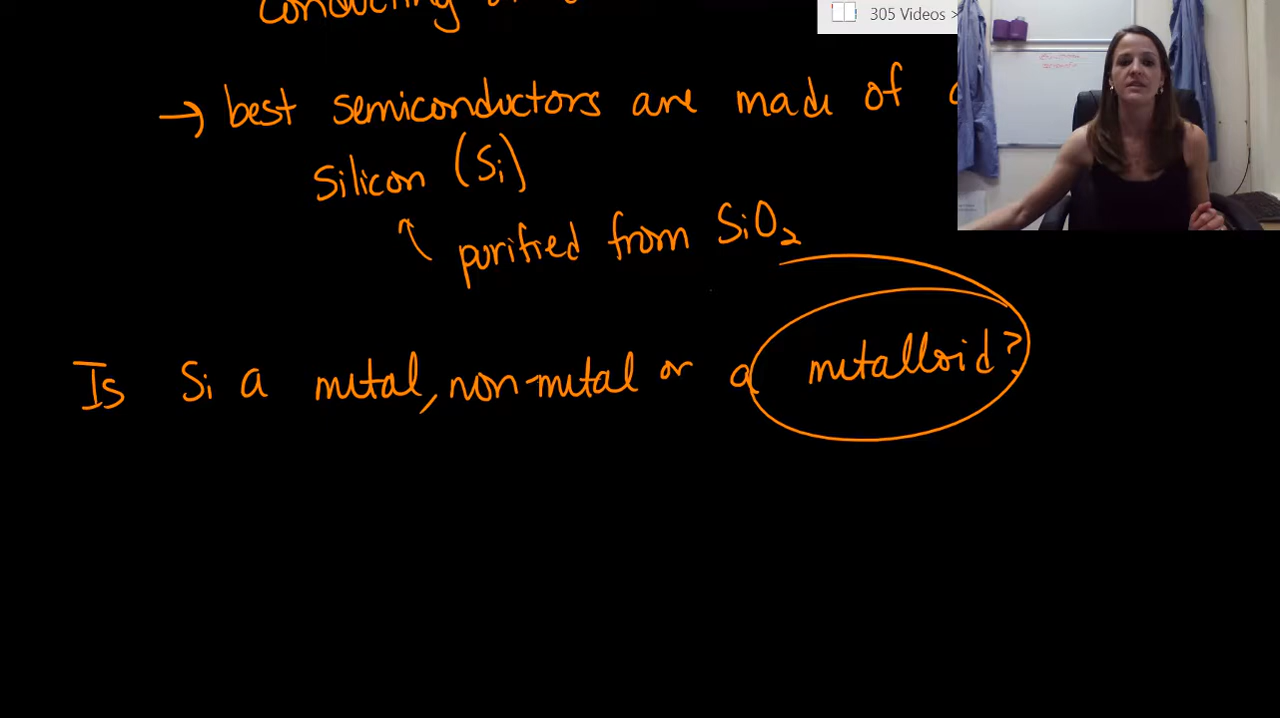 conducting
305 Videos >
→ best semiconductors are made of
Silicon (Si)
purified from SiO₂
Is Si a metal, non-metal or a metalloid?